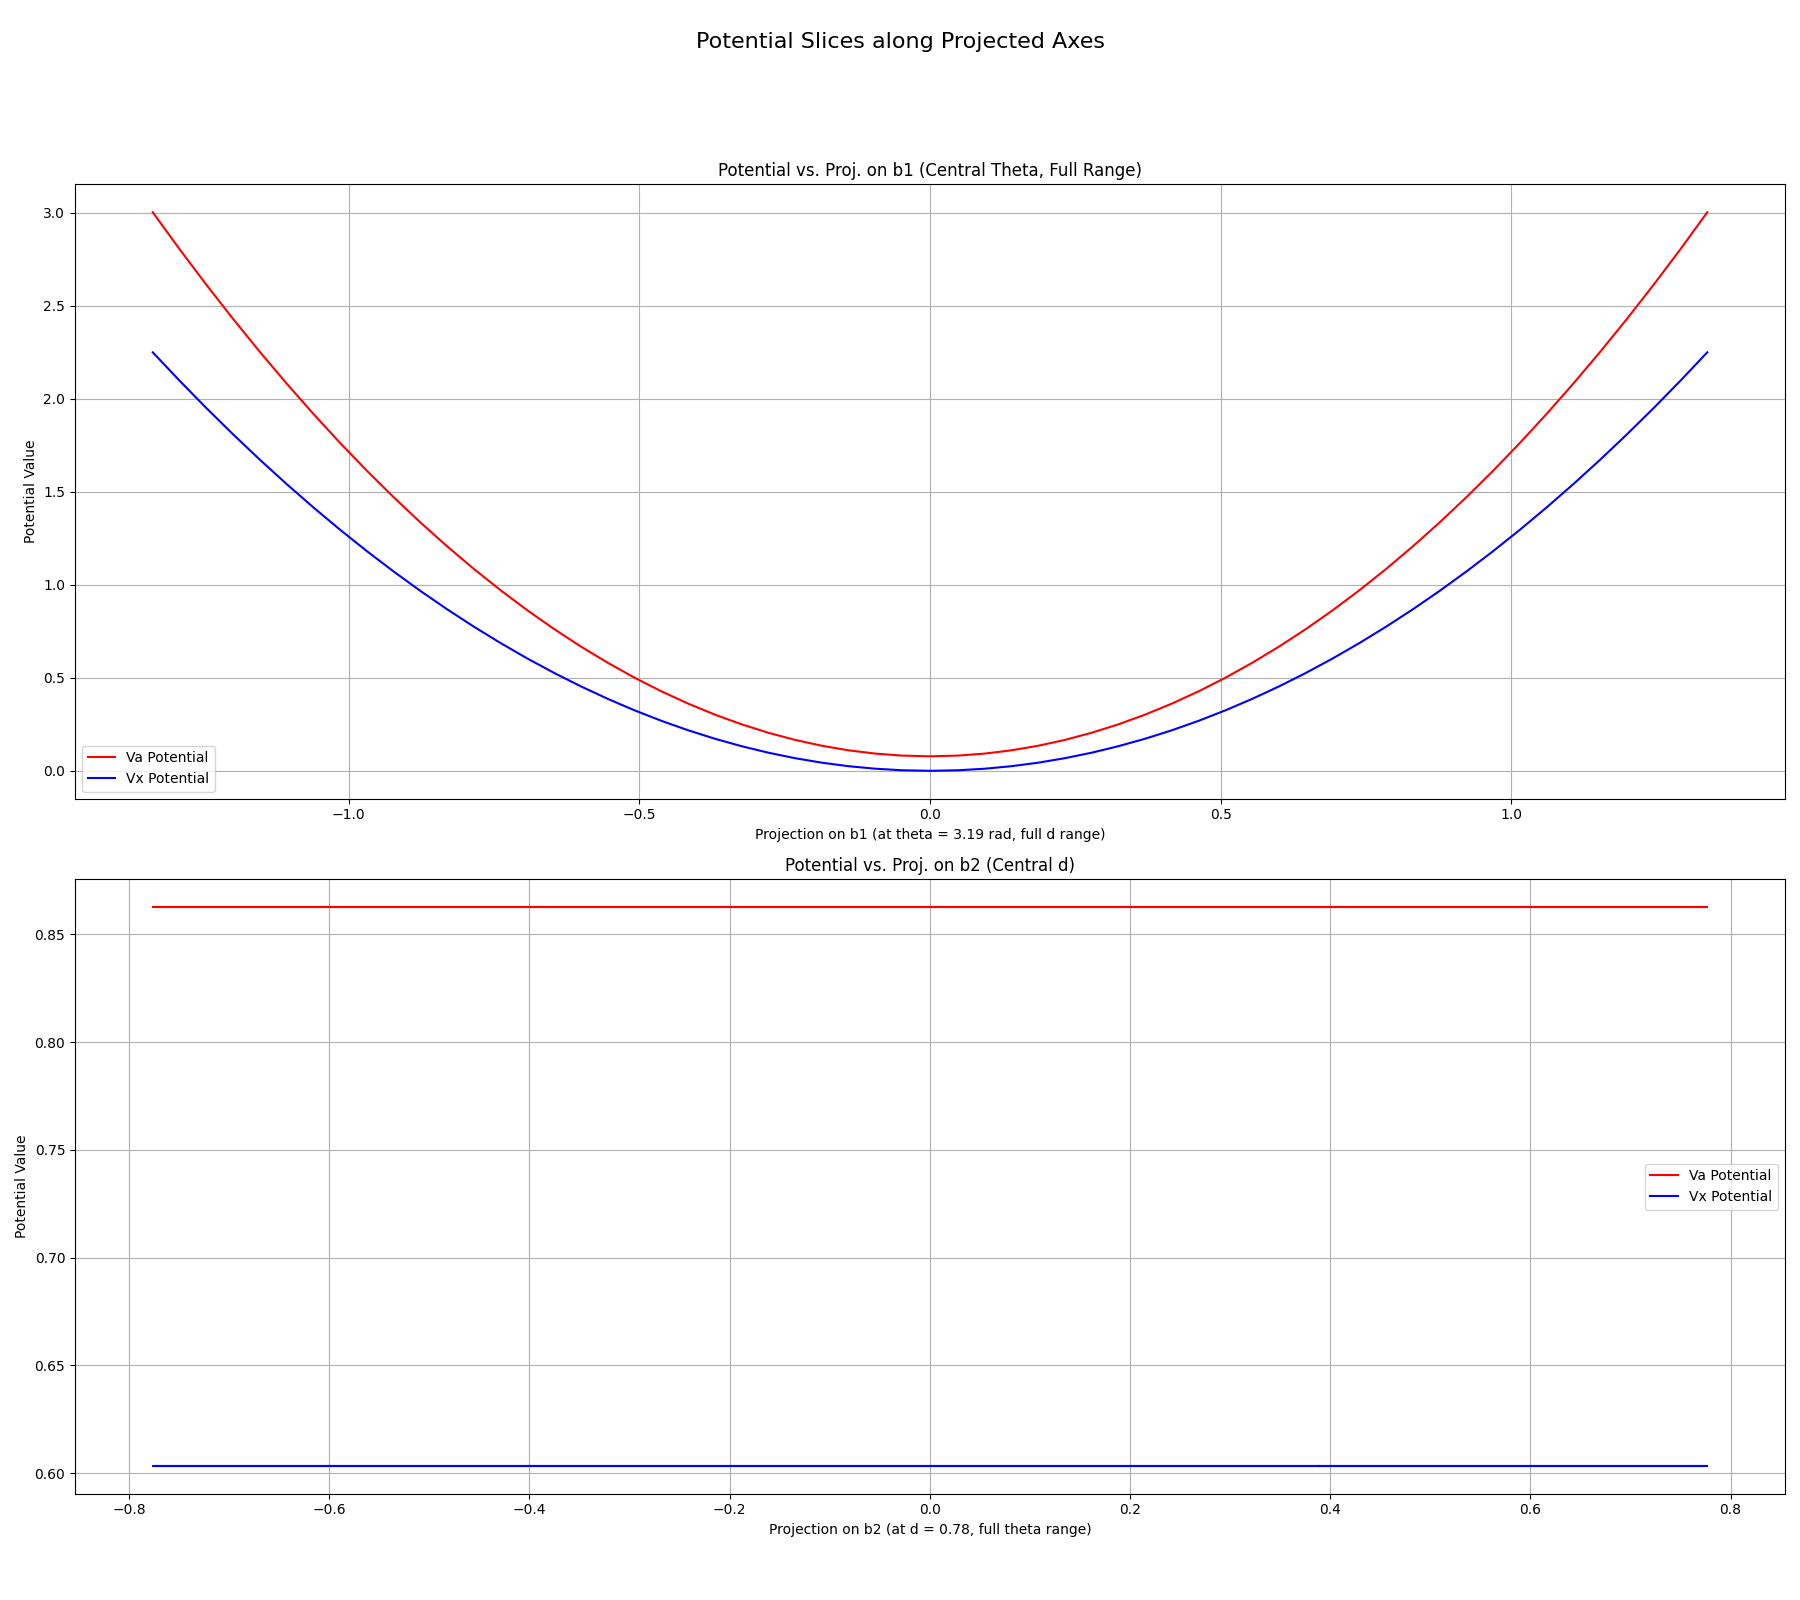 Potential Slices along Projected Axes
Potential vs. Proj. on b1 (Central Theta, Full Range)
3.0
2.5
2.0
1.5
1.0
0.5
0.0
Potential Value
Va Potential
Vx Potential
−1.0 −0.5 0.0 0.5 1.0
Projection on b1 (at theta = 3.19 rad, full d range)
Potential vs. Proj. on b2 (Central d)
0.85
0.80
0.75
0.70
0.65
0.60
Potential Value
Va Potential
Vx Potential
−0.8 −0.6 −0.4 −0.2 0.0 0.2 0.4 0.6 0.8
Projection on b2 (at d = 0.78, full theta range)